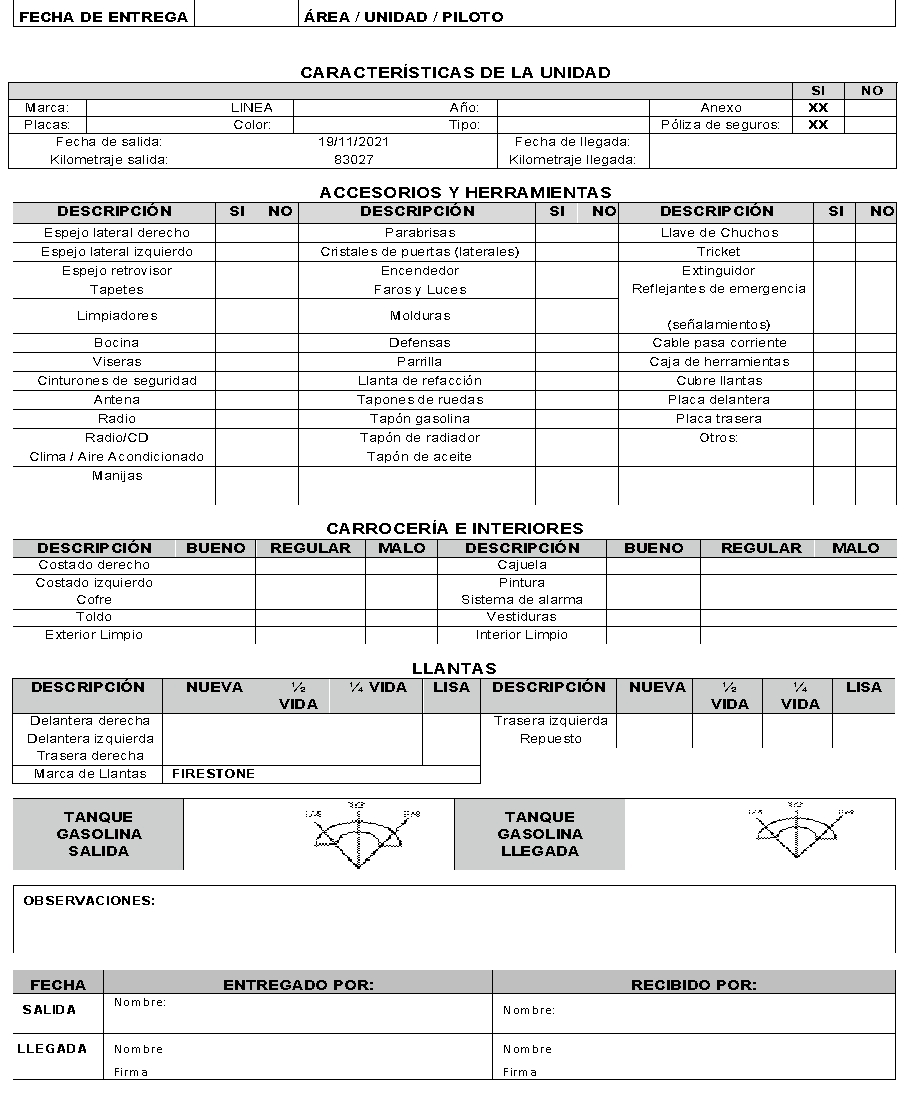 FECHA DE ENTREGA ÁREA / UNIDAD / PILOTO
CARACTERÍSTICAS DE LA UNIDAD
SI NO
Marca: LINEA Año: Anexo XX
Placas: Color: Tipo: Póliza de seguros: XX
Fecha de salida: 19/11/2021 Fecha de llegada:
Kilometraje salida: 83027 Kilometraje llegada:
ACCESORIOS Y HERRAMIENTAS
DESCRIPCIÓN SI NO DESCRIPCIÓN SI NO DESCRIPCIÓN SI NO
Espejo lateral derecho Parabrisas Llave de Chuchos
Espejo lateral izquierdo Cristales de puertas (laterales) Tricket
Espejo retrovisor Encendedor Extinguidor
Tapetes Faros y Luces Reflejantes de emergencia
Limpiadores Molduras
(señalamientos)
Bocina Defensas Cable pasa corriente
Viseras Parrilla Caja de herramientas
Cinturones de seguridad Llanta de refacción Cubre llantas
Antena Tapones de ruedas Placa delantera
Radio Tapón gasolina Placa trasera
Radio/CD Tapón de radiador Otros:
Clima / Aire Acondicionado Tapón de aceite
Manijas
CARROCERÍA E INTERIORES
DESCRIPCIÓN BUENO REGULAR MALO DESCRIPCIÓN BUENO REGULAR MALO
Costado derecho Cajuela
Costado izquierdo Pintura
Cofre Sistema de alarma
Toldo Vestiduras
Exterior Limpio Interior Limpio
LLANTAS
DESCRIPCIÓN NUEVA ½ ¼ VIDA LISA DESCRIPCIÓN NUEVA ½ ¼ LISA
VIDA VIDA VIDA
Delantera derecha Trasera izquierda
Delantera izquierda Repuesto
Trasera derecha
Marca de Llantas FIRESTONE
TANQUE TANQUE
GASOLINA GASOLINA
SALIDA LLEGADA
OBSERVACIONES:
FECHA ENTREGADO POR: RECIBIDO POR:
SALIDA Nombre: Nombre:
LLEGADA Nombre Nombre
Firma Firma